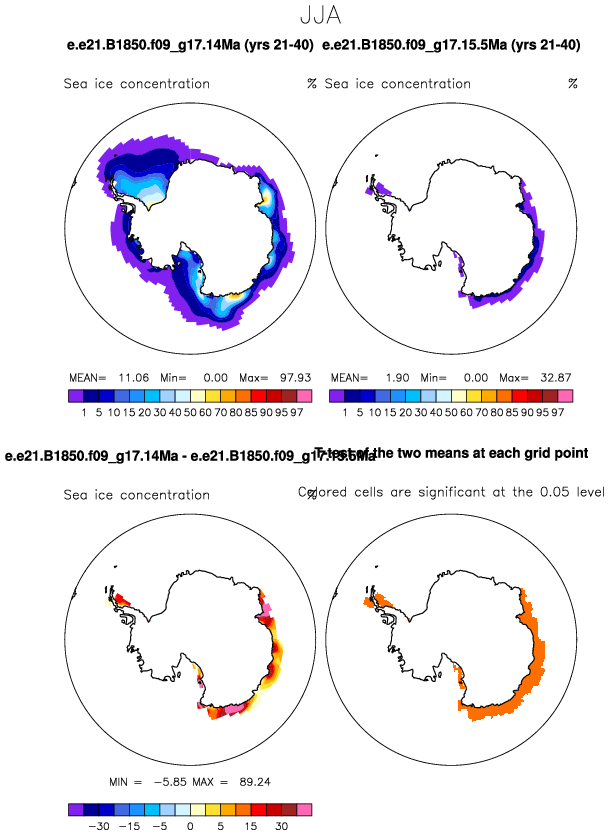 JJA
e.e21.B1850.f09_g17.14Ma (yrs 21-40) e.e21.B1850.f09_g17.15.5Ma (yrs 21-40)
Sea ice concentration % Sea ice concentration %
MEAN= 11.06 Min= 0.00 Max= 97.93 MEAN= 1.90 Min= 0.00 Max= 32.87
1 5 10 15 20 30 40 50 60 70 80 85 90 95 97 1 5 10 15 20 30 40 50 60 70 80 85 90 95 97
e.e21.B1850.f09_g17.14Ma - e.e21.B1850.f09_g17.15.5Ma T-test of the two means at each grid point
Sea ice concentration % Colored cells are significant at the 0.05 level
MIN = -5.85 MAX = 89.24
-30 -15 -5 0 5 15 30